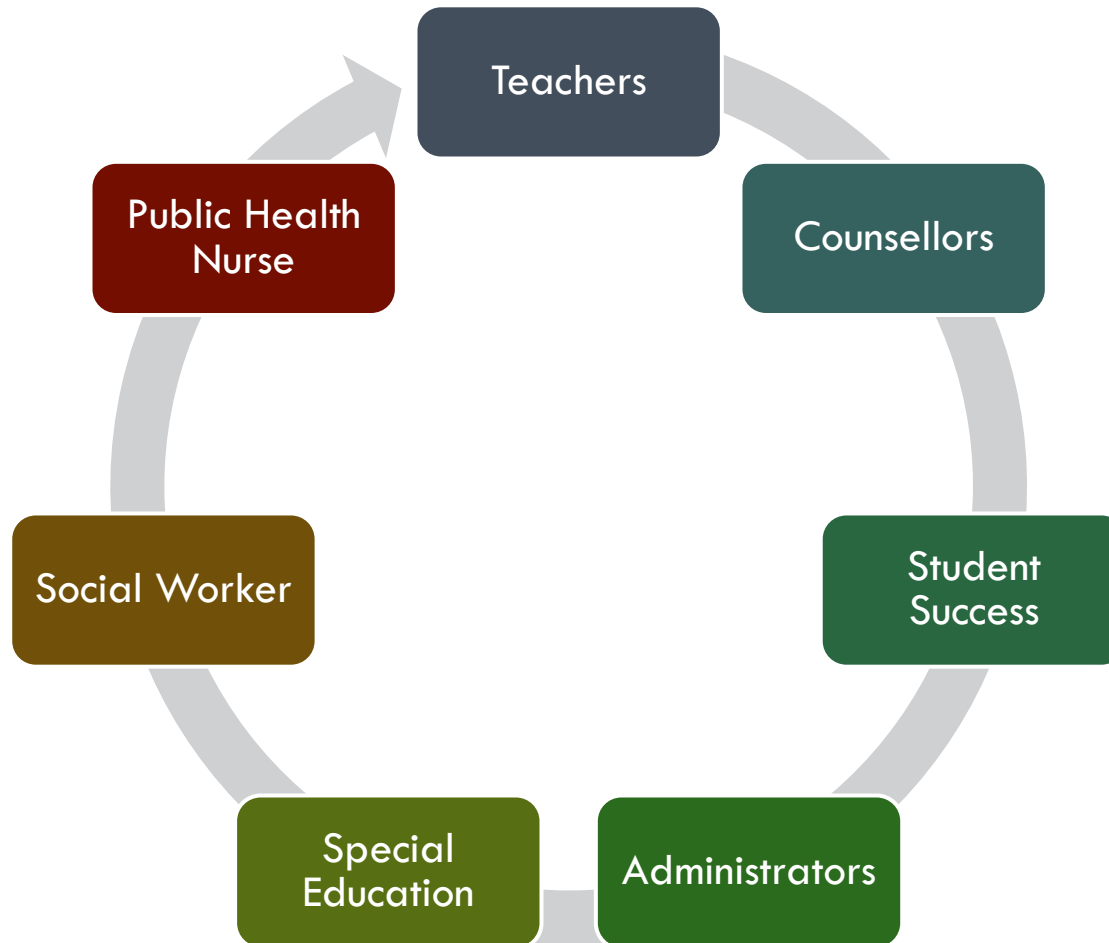 Teachers
Counsellors
Student
Success
Administrators
Special
Education
Social Worker
Public Health
Nurse